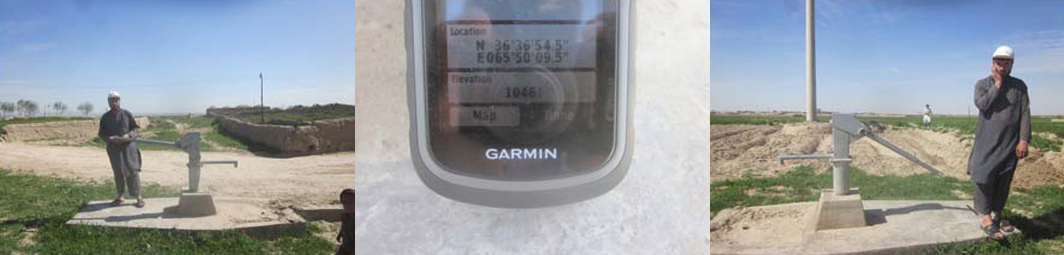 Location
N 36°36'54.5"
E065°50'09.5"
Elevation
1046
Map
GARMIN